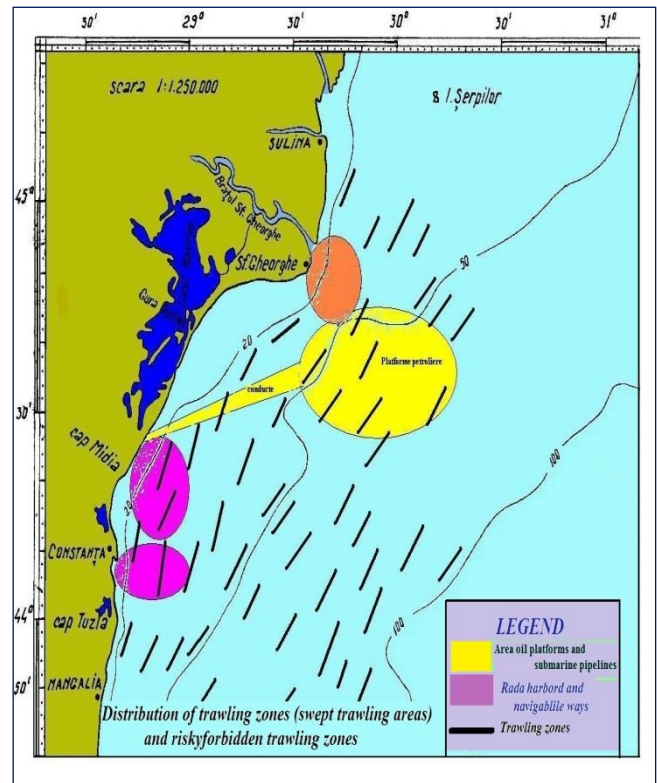 30' 29° 30' 30° 30' 31°
scara 1:1.250.000
I. Şerpilor
SULINA
45°
Braţul Sf. Gheorghe
Sf.Gheorghe
50
Gura
20
Platforme petroliere
conducte
30'
cap Midia
100
20
CONSTANŢA
44°
cap Tuzla
100
MANGALIA
50'
LEGEND
Area oil platforms and
submarine pipelines
Rada harbord and
navigablile ways
Trawling zones
Distribution of trawling zones (swept trawling areas)
and riskyforbidden trawling zones